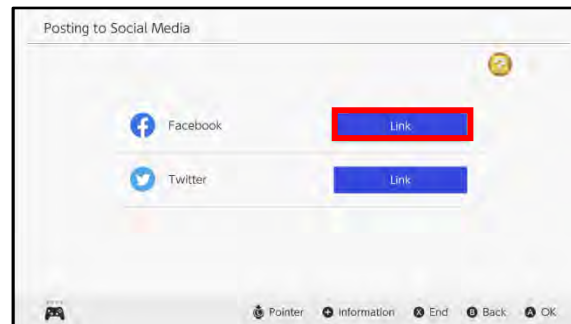 Posting to Social Media
Facebook Link
Twitter Link
Pointer Information End Back OK